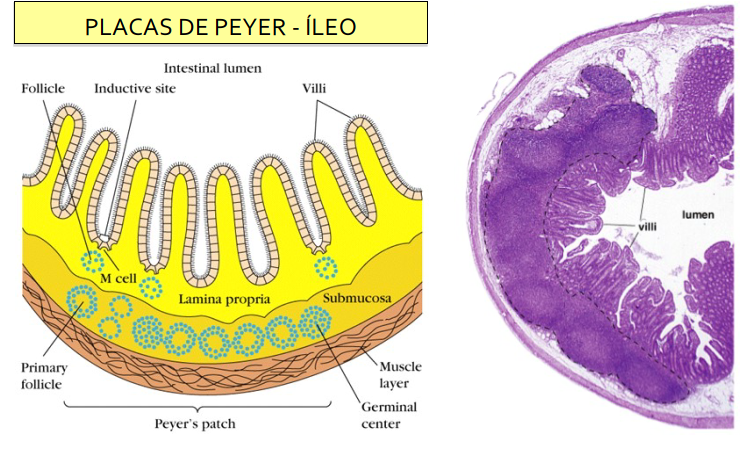 PLACAS DE PEYER - ÍLEO
Intestinal lumen
Follicle
Inductive site
Villi
M cell
Lamina propria
Submucosa
Primary
follicle
Muscle
layer
Germinal
center
Peyer's patch
lumen
villi